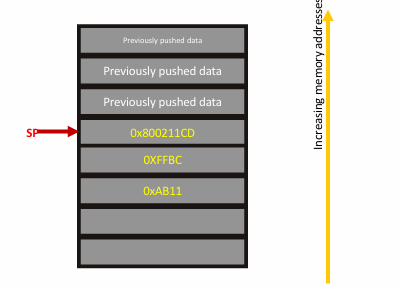 Previously pushed data
Previously pushed data
Previously pushed data
SP
0x800211CD
0XFFBC
0xAB11
Increasing memory addresses